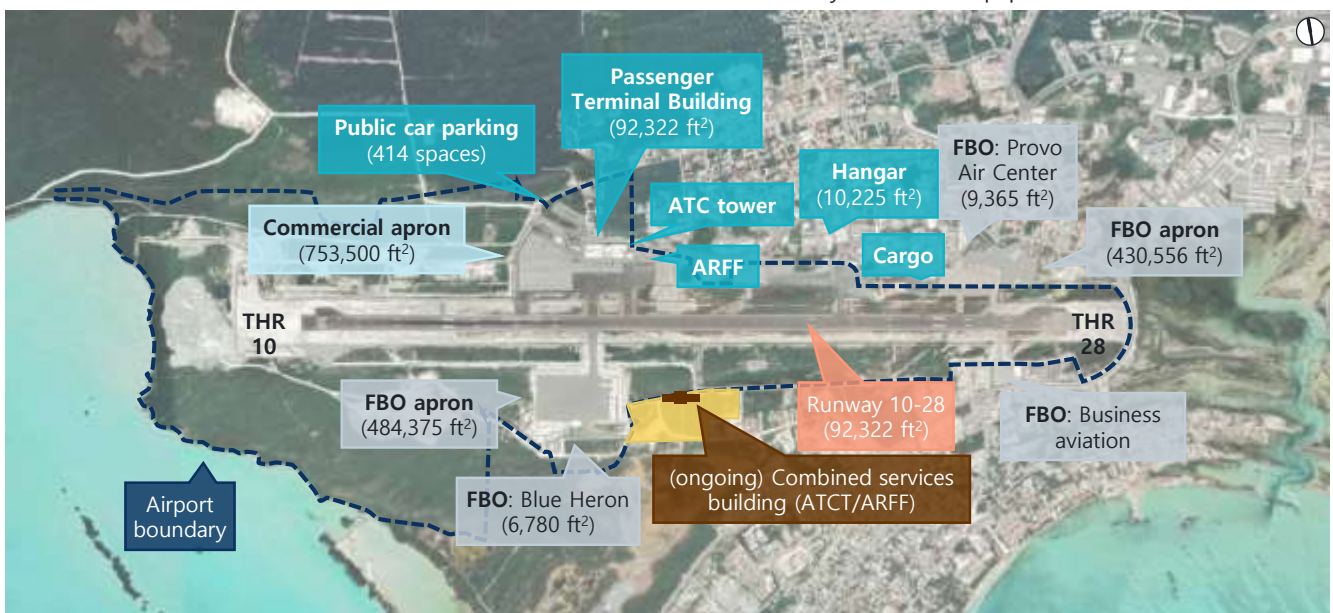 Passenger
Terminal Building
(92,322 ft²)
Public car parking
(414 spaces)
FBO: Provo
Air Center
(9,365 ft²)
Hangar
(10,225 ft²)
ATC tower
Commercial apron
(753,500 ft²)
FBO apron
(430,556 ft²)
ARFF
Cargo
THR
10
THR
28
FBO apron
(484,375 ft²)
Runway 10-28
(92,322 ft²)
FBO: Business
aviation
(ongoing) Combined services
building (ATCT/ARFF)
Airport
boundary
FBO: Blue Heron
(6,780 ft²)